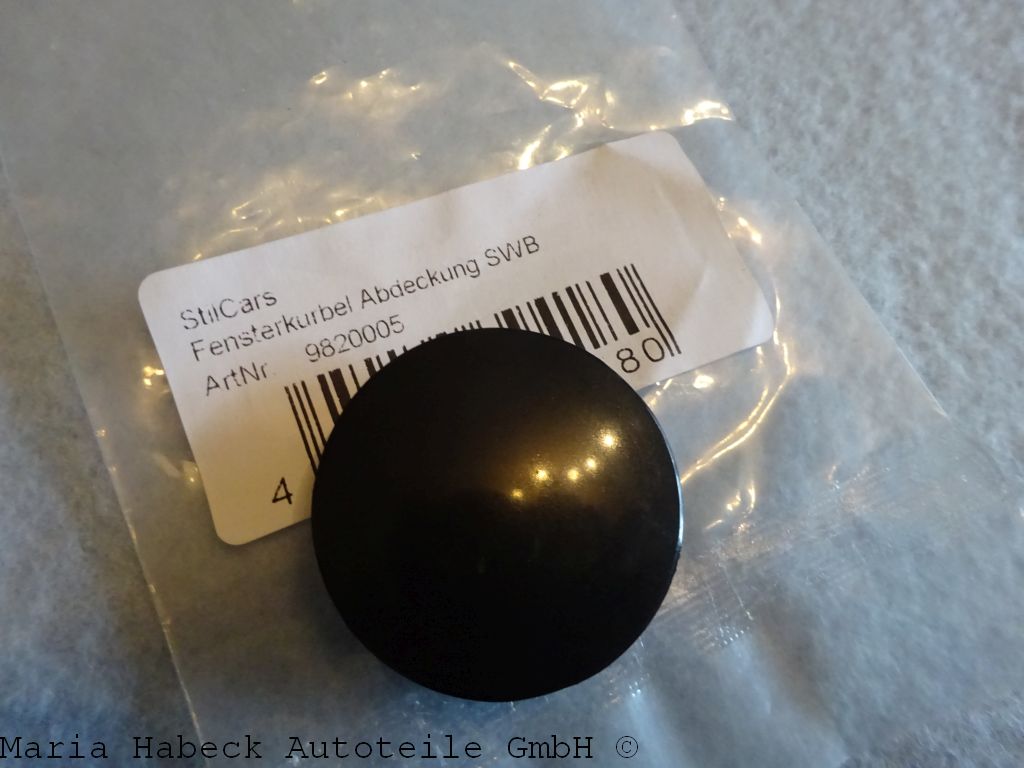 StilCars
Fensterkurbel Abdeckung SWB
ArtNr. 9820005
4 80
Maria Habeck Autoteile GmbH ©